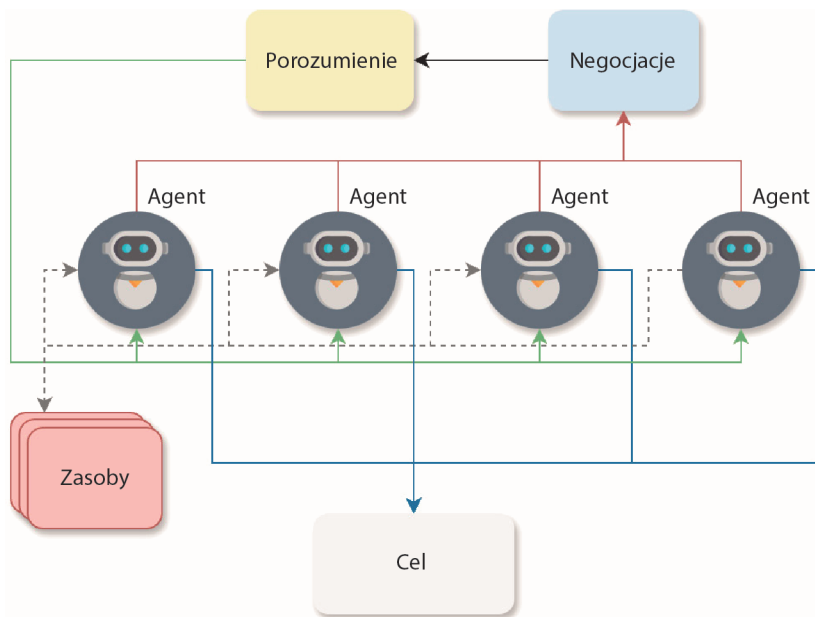 Porozumienie
Negocjacje
Agent
Agent
Agent
Agent
Zasoby
Cel